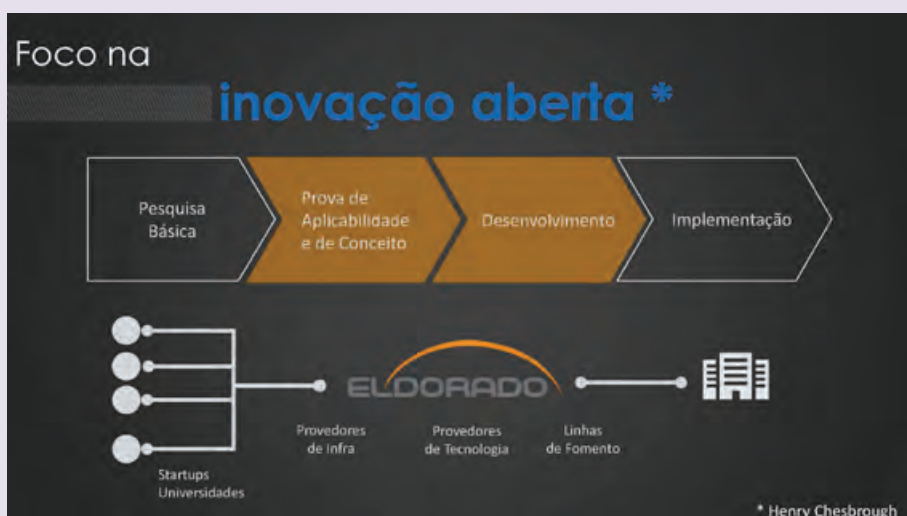 Foco na
inovação aberta *
Pesquisa
Básica
Prova de
Aplicabilidade
e de Conceito
Desenvolvimento
Implementação
ELDORADO
Provedores
de Infra
Provedores
de Tecnologia
Linhas
de Fomento
Startups
Universidades
* Henry Chesbrough